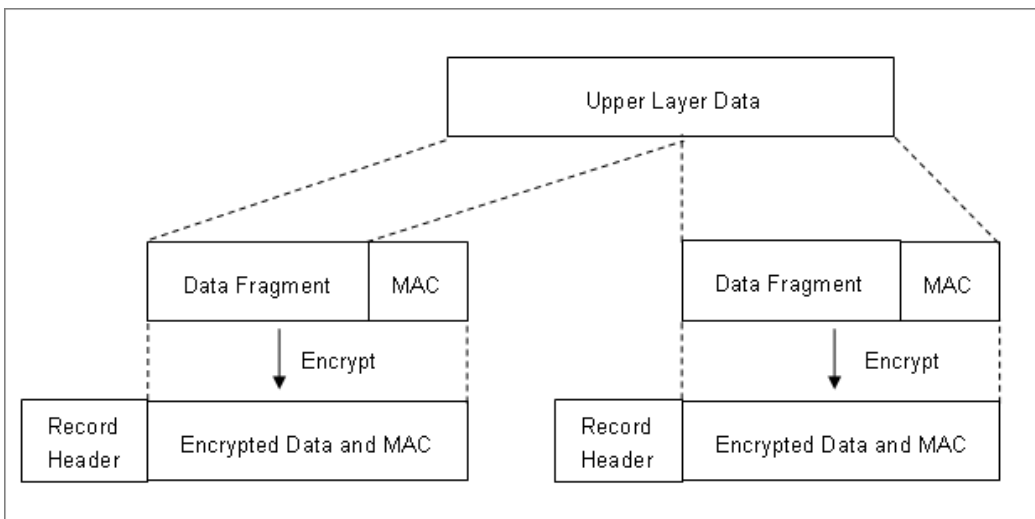 Upper Layer Data
Data Fragment
MAC
Data Fragment
MAC
Encrypt
Encrypt
Record
Header
Encrypted Data and MAC
Record
Header
Encrypted Data and MAC